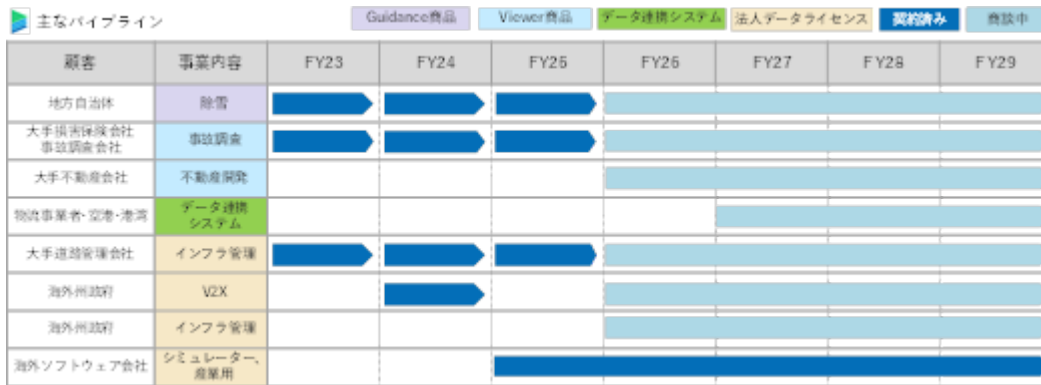 主なパイプライン
Guidance商品
Viewer商品
データ連携システム
法人データライセンス
契約済み
商談中
顧客 事業内容 FY23 FY24 FY25 FY26 FY27 FY28 FY29
地方自治体 除雪
大手損害保険会社
事故調査会社
事故調査
大手不動産会社 不動産開発
物流事業者・空港・港湾
データ連携
システム
大手道路管理会社 インフラ管理
海外州政府 V2X
海外州政府 インフラ管理
海外ソフトウェア会社
シミュレーター、
産業用